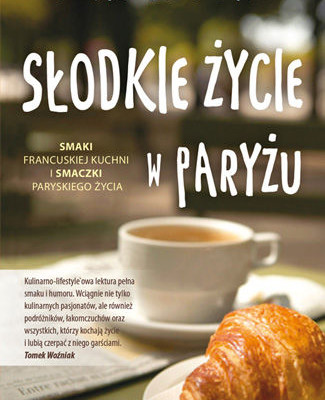 SŁODKIE ŻYCIE
SMAKI
FRANCUSKIEJ KUCHNI
I SMACZKI
PARYSKIEGO ŻYCIA
W PARYŻU
Kulinarno-lifestyle'owa lektura pełna
smaku i humoru. Wciągnie nie tylko
kulinarnych pasjonatów, ale również
podróżników, łakomczuchów oraz
wszystkich, którzy kochają życie
i lubią czerpać z niego garściami.
Tomek Woźniak
Entre